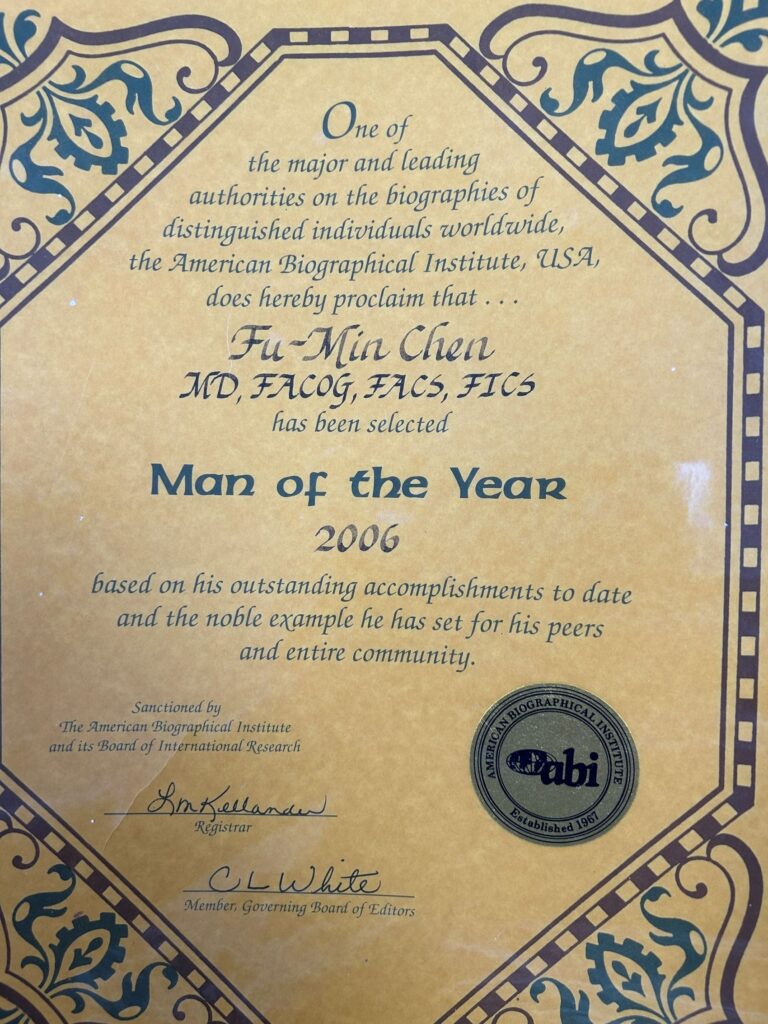 One of
the major and leading
authorities on the biographies of
distinguished individuals worldwide,
the American Biographical Institute, USA,
does hereby proclaim that . . .
Fu-Min Chen
MD, FACOG, FACS, FICS
has been selected
Man of the Year
2006
based on his outstanding accomplishments to date
and the noble example he has set for his peers
and entire community.
Sanctioned by
The American Biographical Institute
and its Board of International Research
LM Kellander
Registrar
C L White
Member, Governing Board of Editors
AMERICAN BIOGRAPHICAL INSTITUTE
abi
Established 1967